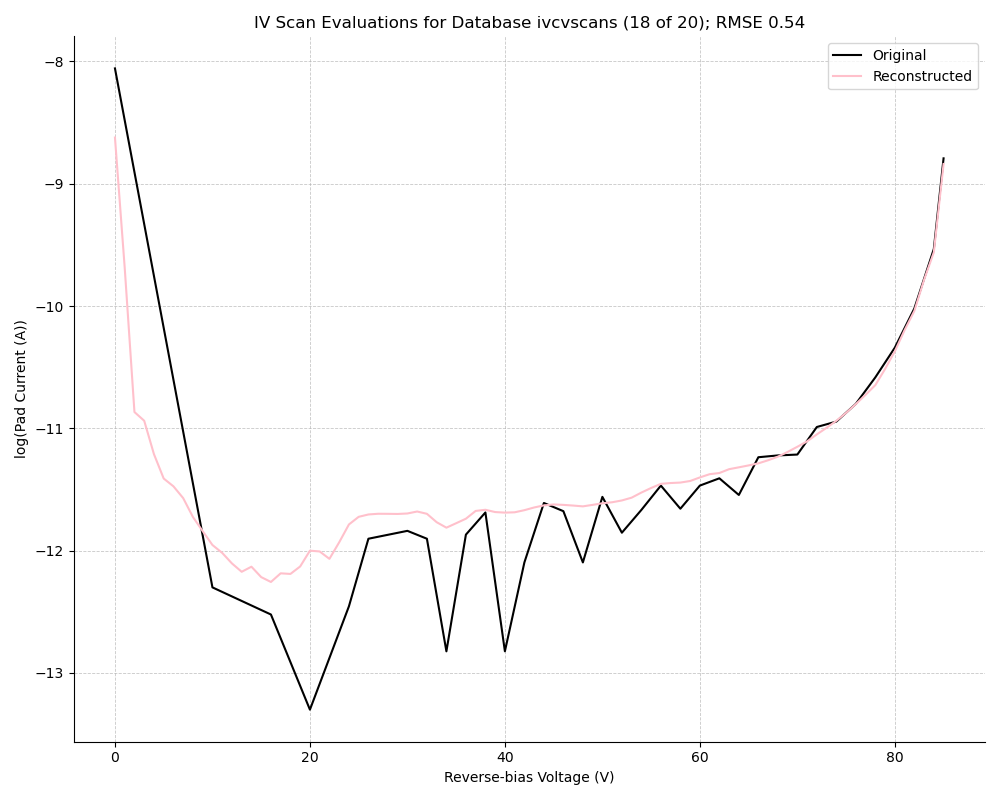 IV Scan Evaluations for Database ivcvscans (18 of 20); RMSE 0.54
Original
Reconstructed
log(Pad Current (A))
−8
−9
−10
−11
−12
−13
0
20
40
60
80
Reverse-bias Voltage (V)